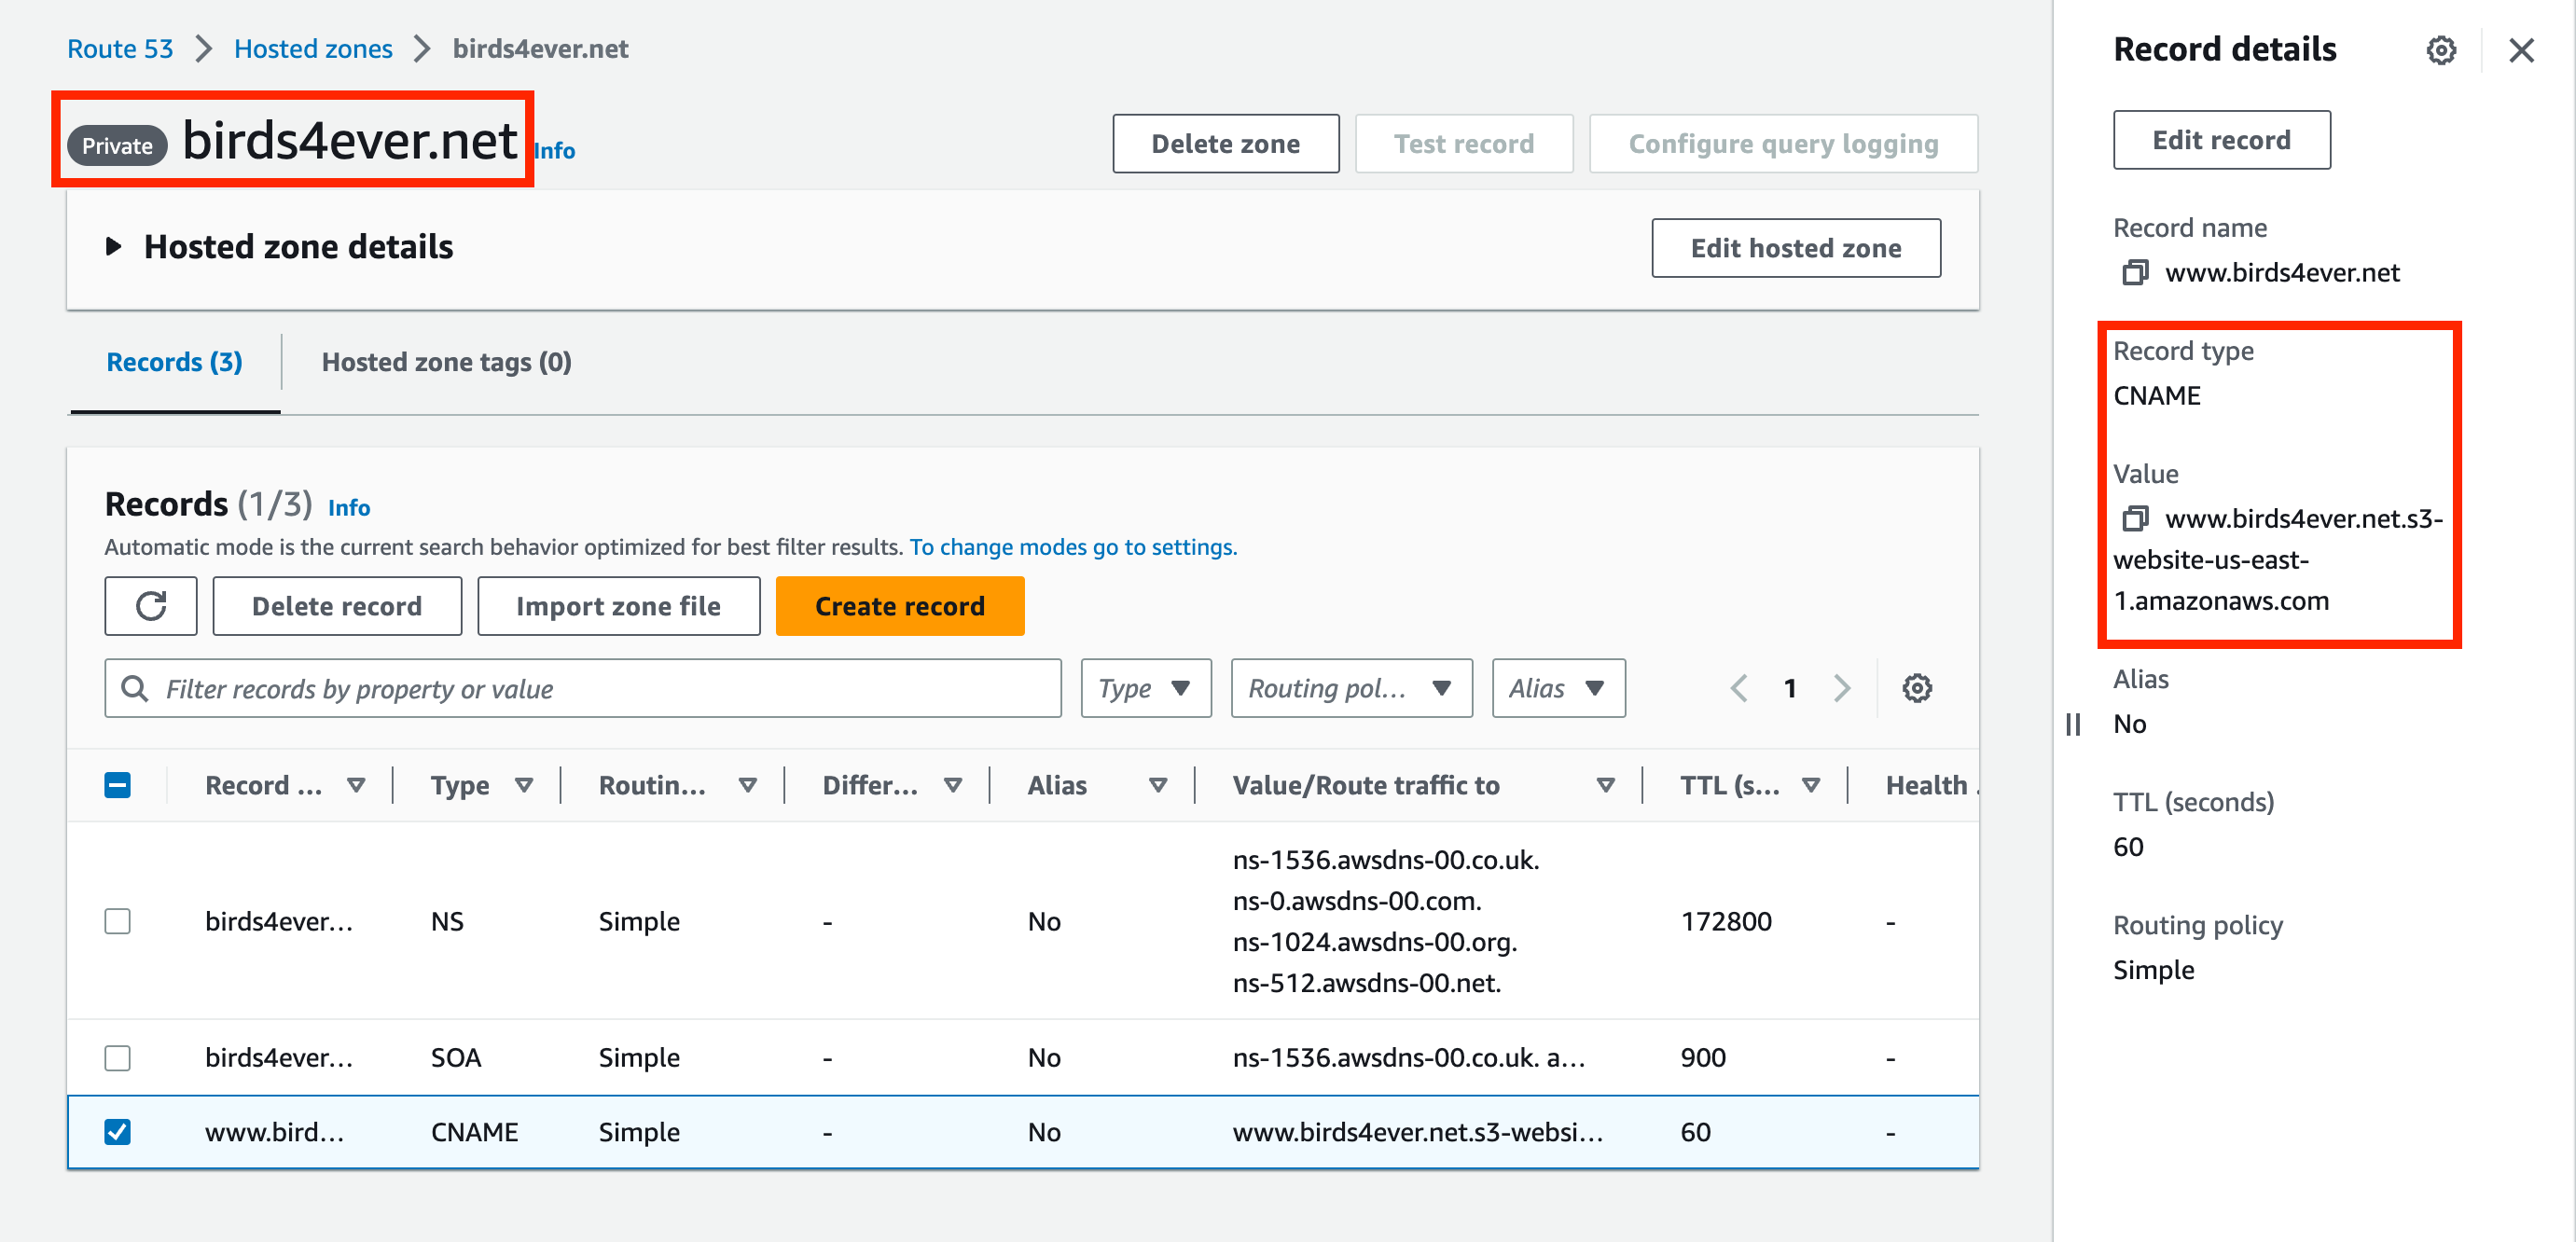 Route 53 > Hosted zones > birds4ever.net
Private birds4ever.net Info
Delete zone
Test record
Configure query logging
Hosted zone details
Edit hosted zone
Records (3)
Hosted zone tags (0)
Records (1/3) Info
Automatic mode is the current search behavior optimized for best filter results. To change modes go to settings.
Delete record
Import zone file
Create record
Filter records by property or value
Type
Routing pol...
Alias
1
Record ... Type Routin... Differ... Alias Value/Route traffic to TTL (s... Health .
birds4ever... NS Simple - No ns-1536.awsdns-00.co.uk. 172800 -
ns-0.awsdns-00.com.
ns-1024.awsdns-00.org.
ns-512.awsdns-00.net.
birds4ever... SOA Simple - No ns-1536.awsdns-00.co.uk. a... 900 -
www.bird... CNAME Simple - No www.birds4ever.net.s3-websi... 60 -
Record details
Edit record
Record name
www.birds4ever.net
Record type
CNAME
Value
www.birds4ever.net.s3-
website-us-east-
1.amazonaws.com
Alias
No
TTL (seconds)
60
Routing policy
Simple